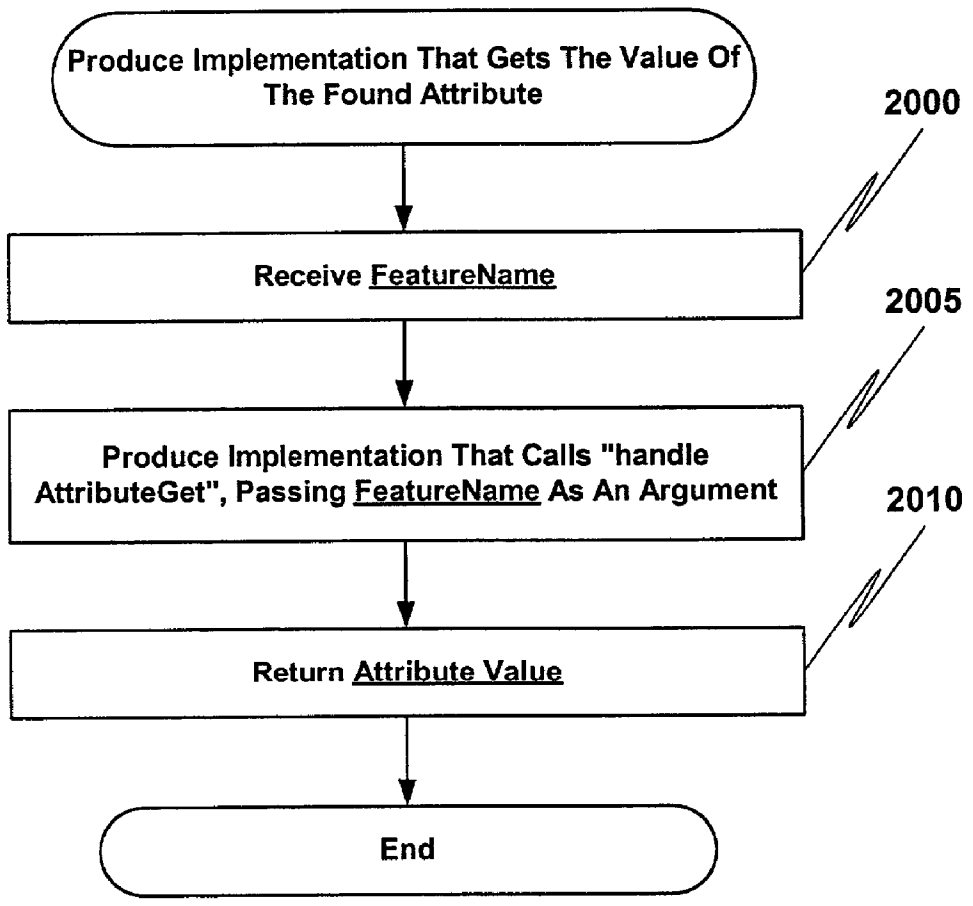 Produce Implementation That Gets The Value Of
The Found Attribute
2000
Receive FeatureName
2005
Produce Implementation That Calls "handle
AttributeGet", Passing FeatureName As An Argument
2010
Return Attribute Value
End